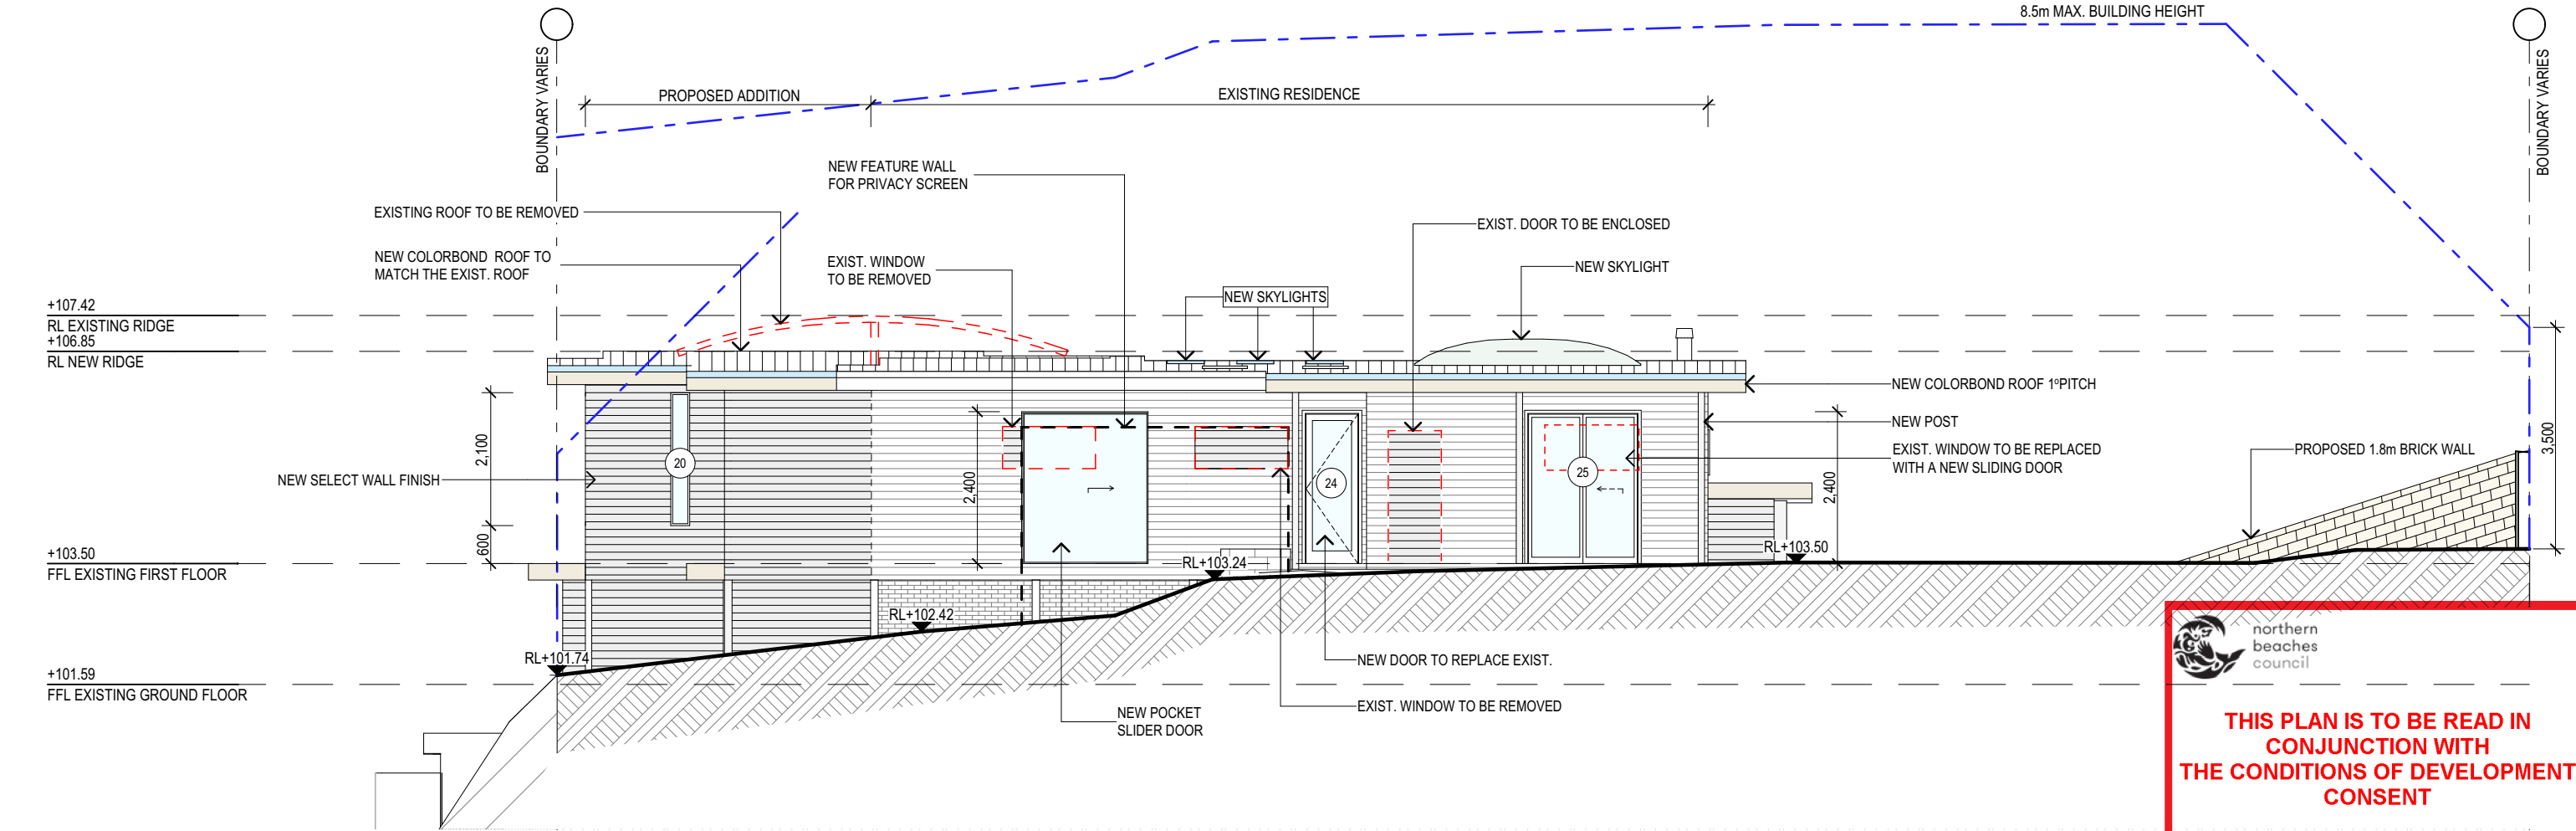 8.5m MAX. BUILDING HEIGHT
BOUNDARY VARIES
BOUNDARY VARIES
PROPOSED ADDITION
EXISTING RESIDENCE
NEW FEATURE WALL
FOR PRIVACY SCREEN
EXISTING ROOF TO BE REMOVED
EXIST. DOOR TO BE ENCLOSED
NEW COLORBOND ROOF TO
MATCH THE EXIST. ROOF
EXIST. WINDOW
TO BE REMOVED
NEW SKYLIGHT
NEW SKYLIGHTS
+107.42
RL EXISTING RIDGE
+106.85
RL NEW RIDGE
NEW COLORBOND ROOF 1ºPITCH
NEW POST
EXIST. WINDOW TO BE REPLACED
WITH A NEW SLIDING DOOR
PROPOSED 1.8m BRICK WALL
3,500
2,100
20
NEW SELECT WALL FINISH
2,400
24
25
2,400
600
+103.50
FFL EXISTING FIRST FLOOR
RL+103.24
RL+103.50
RL+102.42
RL+101.74
+101.59
FFL EXISTING GROUND FLOOR
NEW DOOR TO REPLACE EXIST.
EXIST. WINDOW TO BE REMOVED
NEW POCKET
SLIDER DOOR
northern
beaches
council
THIS PLAN IS TO BE READ IN
CONJUNCTION WITH
THE CONDITIONS OF DEVELOPMENT
CONSENT